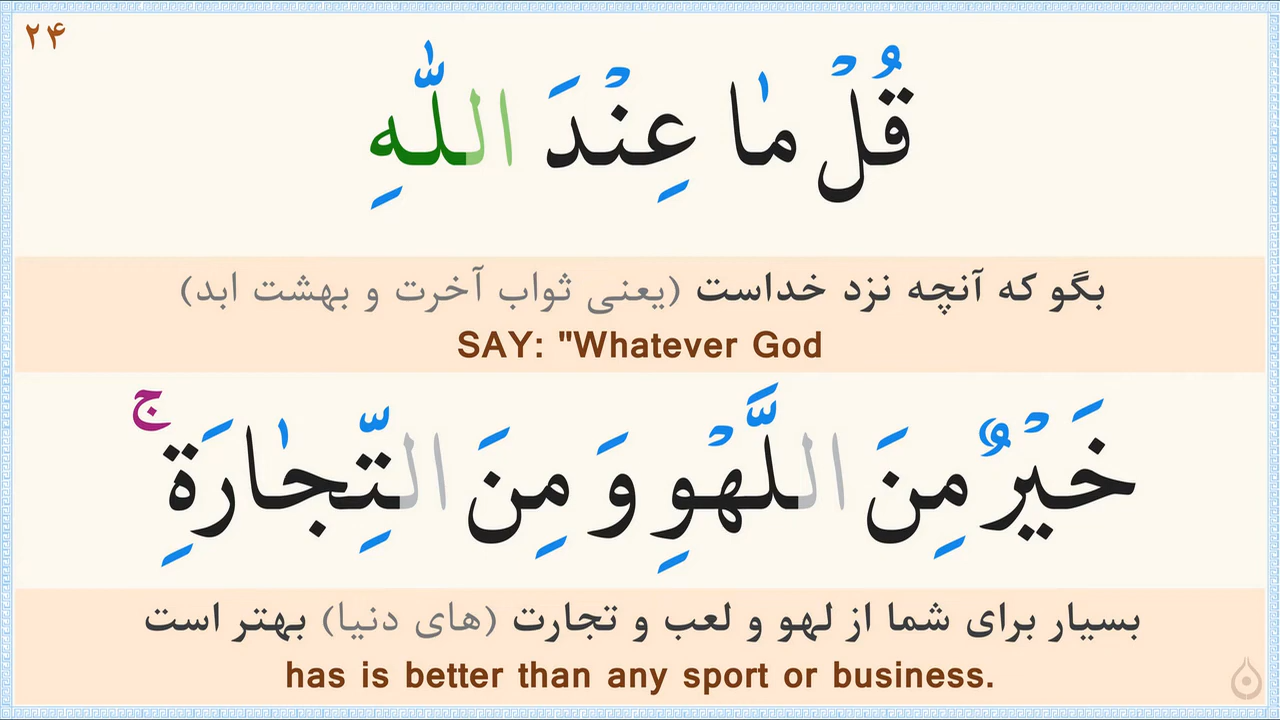 ۲۴
قُلْ مٰا عِنْدَ اللّٰهِ
بگو که آنچه نزد خداست (یعنی ثواب آخرت و بهشت ابد)
SAY: "Whatever God
خَیْرٌ مِنَ اللَّهْوِ وَ مِنَ التِّجٰارَةِ ج
بسیار برای شما از لهو و لعب و تجارت (های دنیا) بهتر است
has is better than any sport or business.